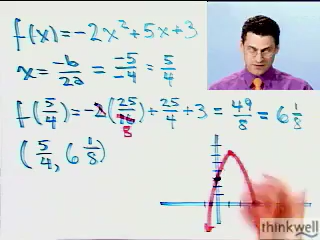 f(x)=-2x²+5x+3
x=-b/2a=-5/-4=5/4
f(5/4)=-2(25/16)+25/4+3=49/8=6 1/8
8
(5/4, 6 1/8)
thinkwell